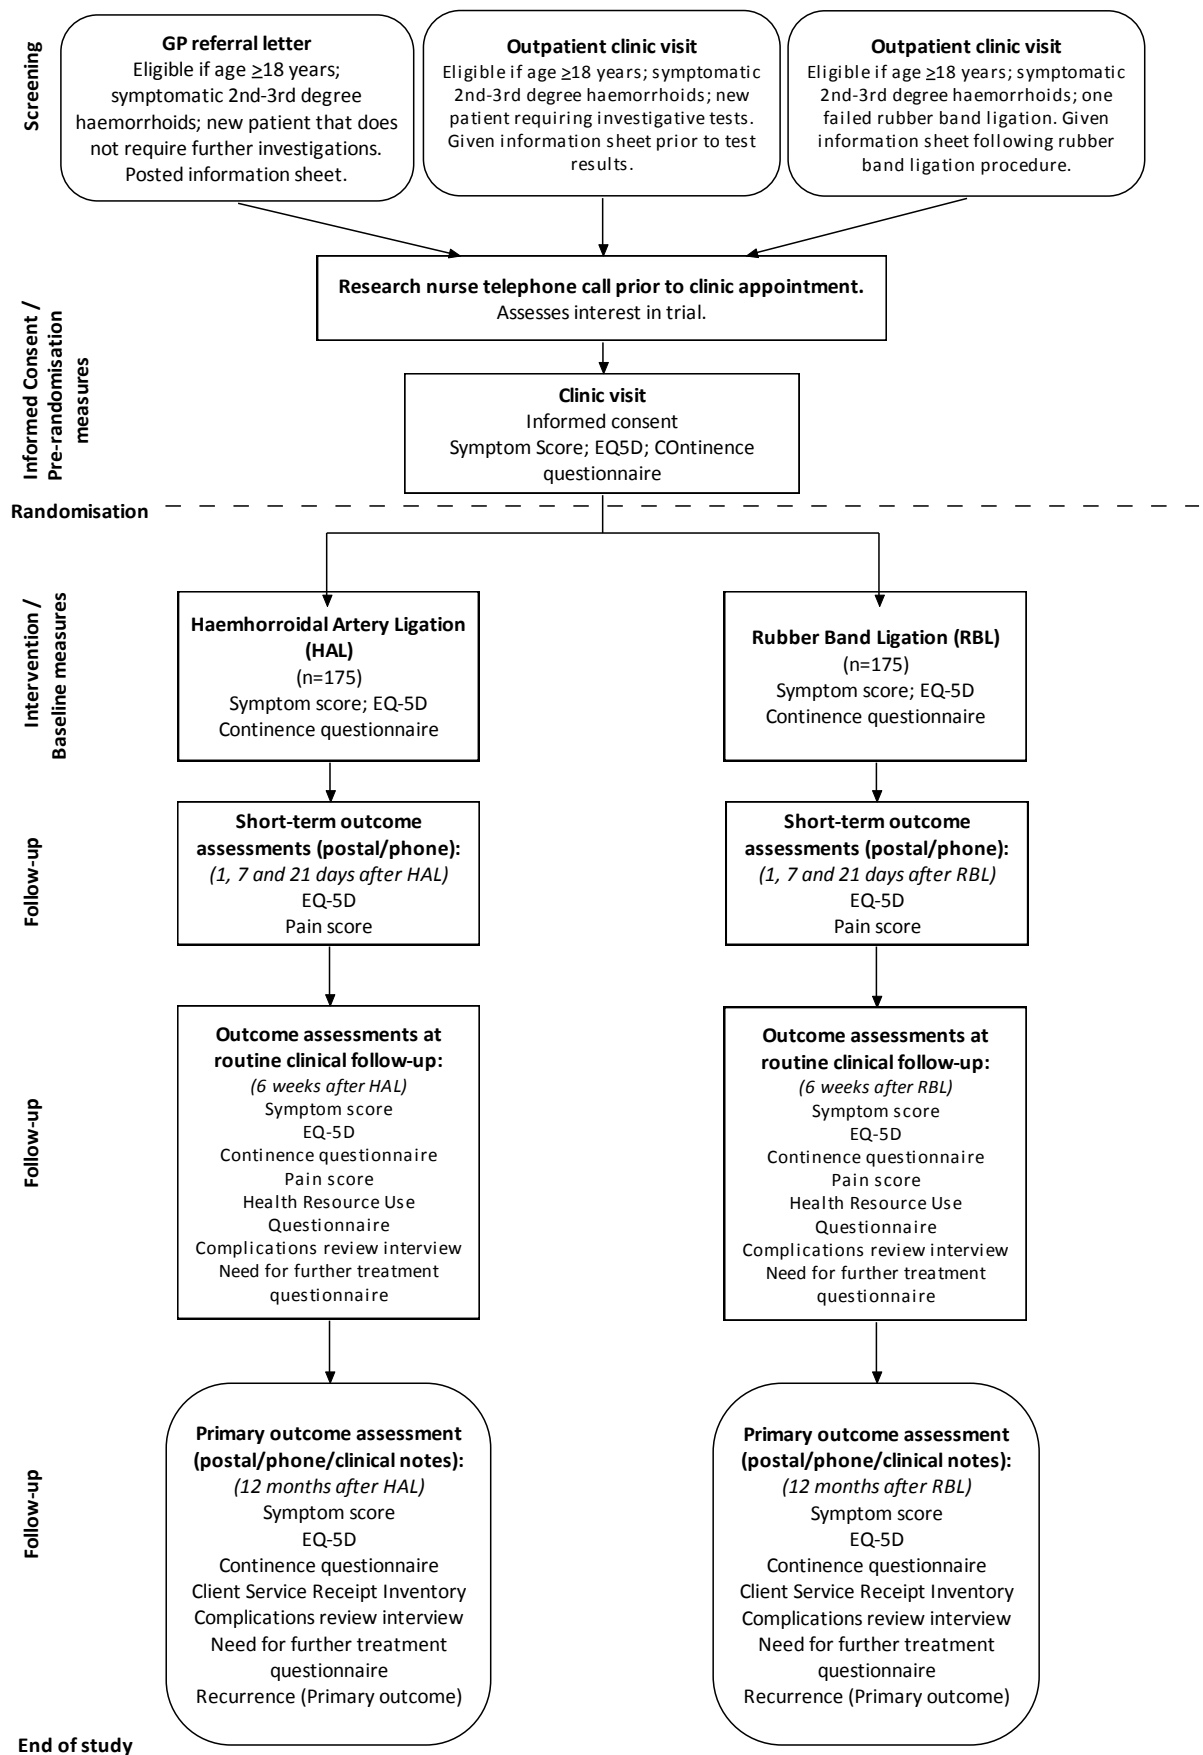 Screening
GP referral letter
Eligible if age ≥18 years;
symptomatic 2nd-3rd degree
haemorrhoids; new patient that does
not require further investigations.
Posted information sheet.
Outpatient clinic visit
Eligible if age ≥18 years; symptomatic
2nd-3rd degree haemorrhoids; new
patient requiring investigative tests.
Given information sheet prior to test
results.
Outpatient clinic visit
Eligible if age ≥18 years; symptomatic
2nd-3rd degree haemorrhoids; one
failed rubber band ligation. Given
information sheet following rubber
band ligation procedure.
Informed Consent /
Pre-randomisation
measures
Research nurse telephone call prior to clinic appointment.
Assesses interest in trial.
Clinic visit
Informed consent
Symptom Score; EQ5D; COntinence
questionnaire
Randomisation
Intervention /
Baseline measures
Haemhorroidal Artery Ligation
(HAL)
(n=175)
Symptom score; EQ-5D
Continence questionnaire
Rubber Band Ligation (RBL)
(n=175)
Symptom score; EQ-5D
Continence questionnaire
Follow-up
Short-term outcome
assessments (postal/phone):
(1, 7 and 21 days after HAL)
EQ-5D
Pain score
Short-term outcome
assessments (postal/phone):
(1, 7 and 21 days after RBL)
EQ-5D
Pain score
Follow-up
Outcome assessments at
routine clinical follow-up:
(6 weeks after HAL)
Symptom score
EQ-5D
Continence questionnaire
Pain score
Health Resource Use
Questionnaire
Complications review interview
Need for further treatment
questionnaire
Outcome assessments at
routine clinical follow-up:
(6 weeks after RBL)
Symptom score
EQ-5D
Continence questionnaire
Pain score
Health Resource Use
Questionnaire
Complications review interview
Need for further treatment
questionnaire
Follow-up
Primary outcome assessment
(postal/phone/clinical notes):
(12 months after HAL)
Symptom score
EQ-5D
Continence questionnaire
Client Service Receipt Inventory
Complications review interview
Need for further treatment
questionnaire
Recurrence (Primary outcome)
Primary outcome assessment
(postal/phone/clinical notes):
(12 months after RBL)
Symptom score
EQ-5D
Continence questionnaire
Client Service Receipt Inventory
Complications review interview
Need for further treatment
questionnaire
Recurrence (Primary outcome)
End of study